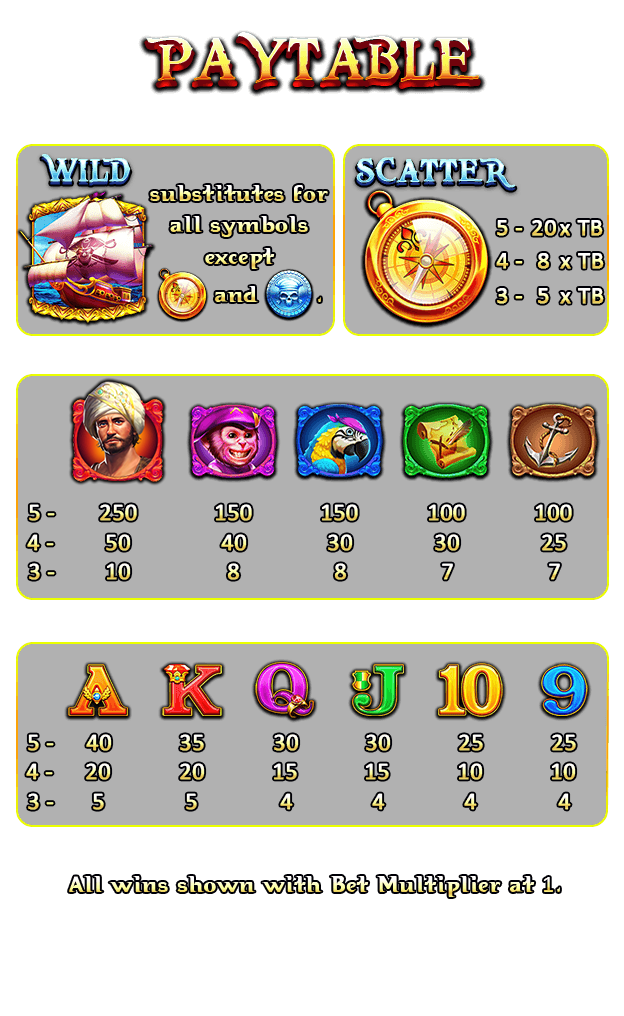 PAYTABLE
WILD
substitutes for
all symbols
except
and .
SCATTER
5 - 20x TB
4 - 8 x TB
3 - 5 x TB
5 - 250 150 150 100 100
4 - 50 40 30 30 25
3 - 10 8 8 7 7
A K Q J 10 9
5 - 40 35 30 30 25 25
4 - 20 20 15 15 10 10
3 - 5 5 4 4 4 4
All wins shown with Bet Multiplier at 1.